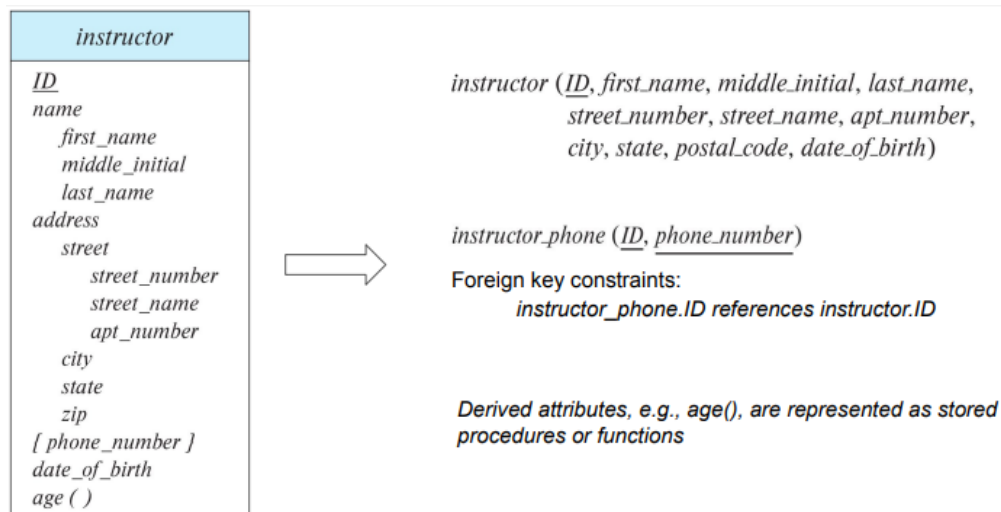 instructor
ID
name
first_name
middle_initial
last_name
address
street
street_number
street_name
apt_number
city
state
zip
[ phone_number ]
date_of_birth
age ( )
instructor (ID, first_name, middle_initial, last_name,
street_number, street_name, apt_number,
city, state, postal_code, date_of_birth)
instructor_phone (ID, phone_number)
Foreign key constraints:
instructor_phone.ID references instructor.ID
Derived attributes, e.g., age(), are represented as stored
procedures or functions